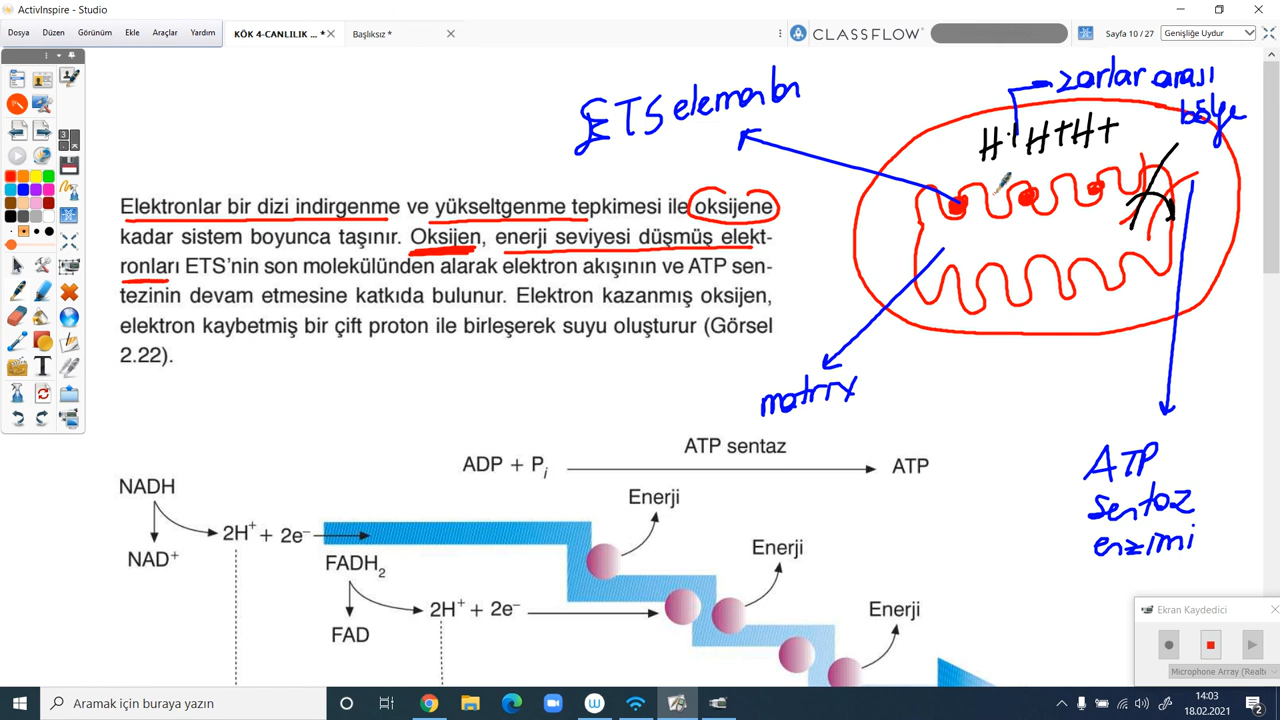 ActivInspire - Studio
Dosya Düzen Görünüm Ekle Araçlar Yardım
KÖK 4-CANLILIK ...*
Başlıksız *
CLASSFLOW
Sayfa 10 / 27
Genişliğe Uydur
3
ETS elemanları
zarlar arası
bölge
H+ H+ H+
Elektronlar bir dizi indirgenme ve yükseltgenme tepkimesi ile oksijene
kadar sistem boyunca taşınır. Oksijen, enerji seviyesi düşmüş elekt-
ronları ETS'nin son molekülünden alarak elektron akışının ve ATP sen-
tezinin devam etmesine katkıda bulunur. Elektron kazanmış oksijen,
elektron kaybetmiş bir çift proton ile birleşerek suyu oluşturur (Görsel
2.22).
matrix
ATP
sentaz
enzimi
ATP sentaz
ADP + Pi
ATP
NADH
Enerji
2H+ + 2e-
NAD+
FADH2
Enerji
2H+ + 2e-
Enerji
FAD
Ekran Kaydedici
Microphone Array (Realt
Aramak için buraya yazın
14:03
18.02.2021
2